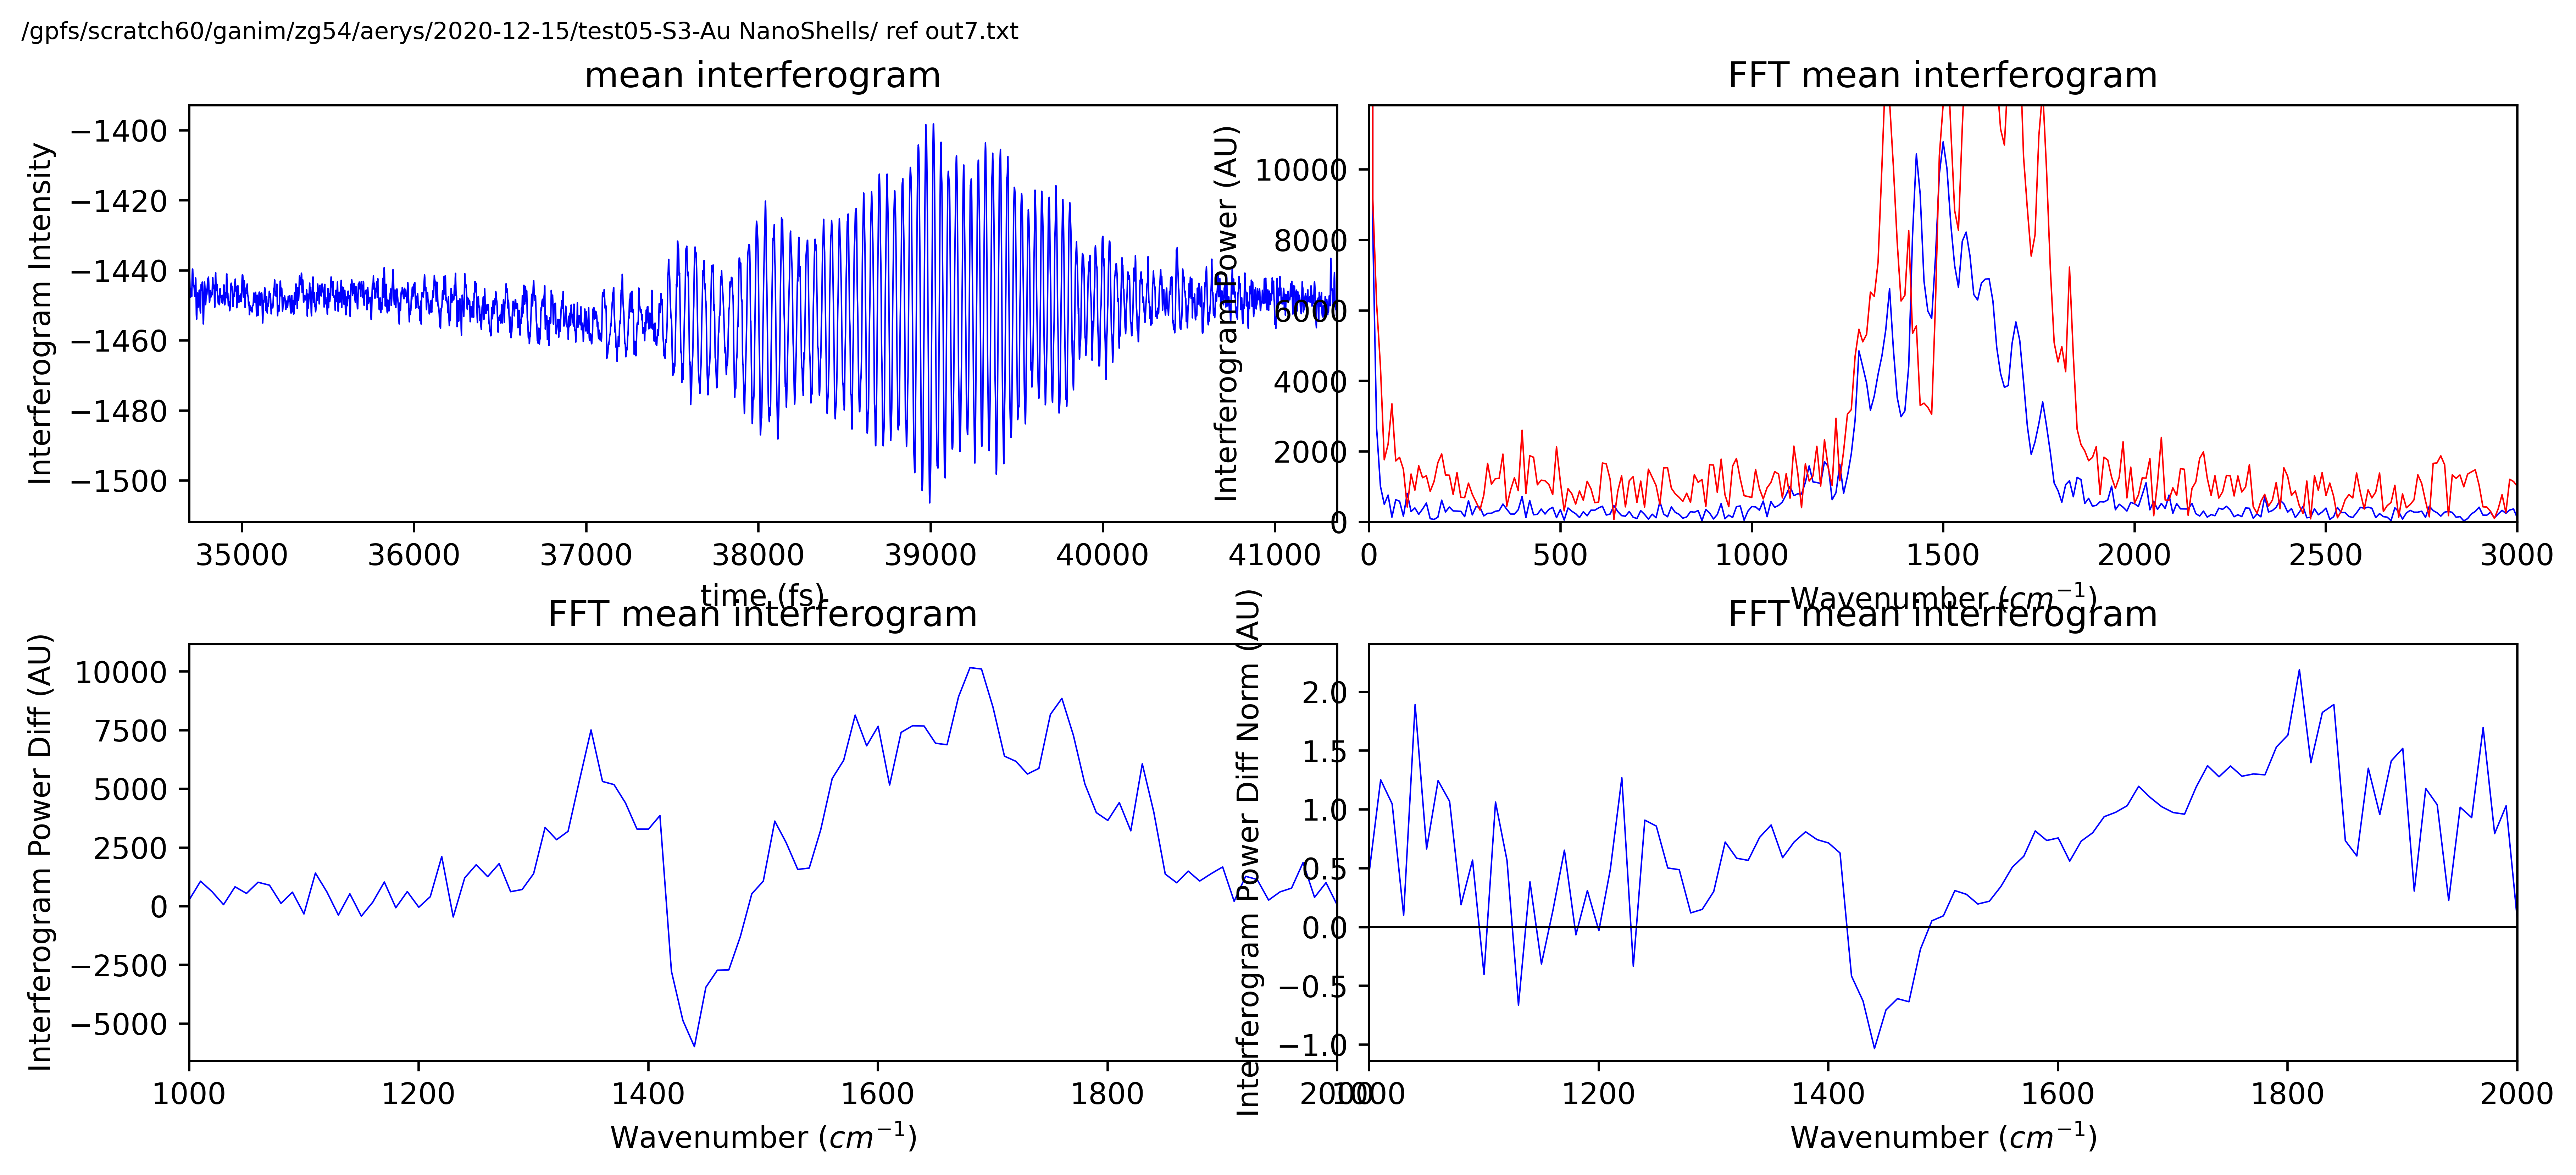 /gpfs/scratch60/ganim/zg54/aerys/2020-12-15/test05-S3-Au NanoShells/ ref out7.txt
mean interferogram
Interferogram Intensity
−1400
−1420
−1440
−1460
−1480
−1500
35000 36000 37000 38000 39000 40000 41000
time (fs)
FFT mean interferogram
Interferogram Power (AU)
10000
8000
6000
4000
2000
0
0 500 1000 1500 2000 2500 3000
Wavenumber (cm⁻¹)
FFT mean interferogram
Interferogram Power Diff (AU)
10000
7500
5000
2500
0
−2500
−5000
1000 1200 1400 1600 1800 2000
Wavenumber (cm⁻¹)
FFT mean interferogram
Interferogram Power Diff Norm (AU)
2.0
1.5
1.0
0.5
0.0
−0.5
−1.0
1000 1200 1400 1600 1800 2000
Wavenumber (cm⁻¹)